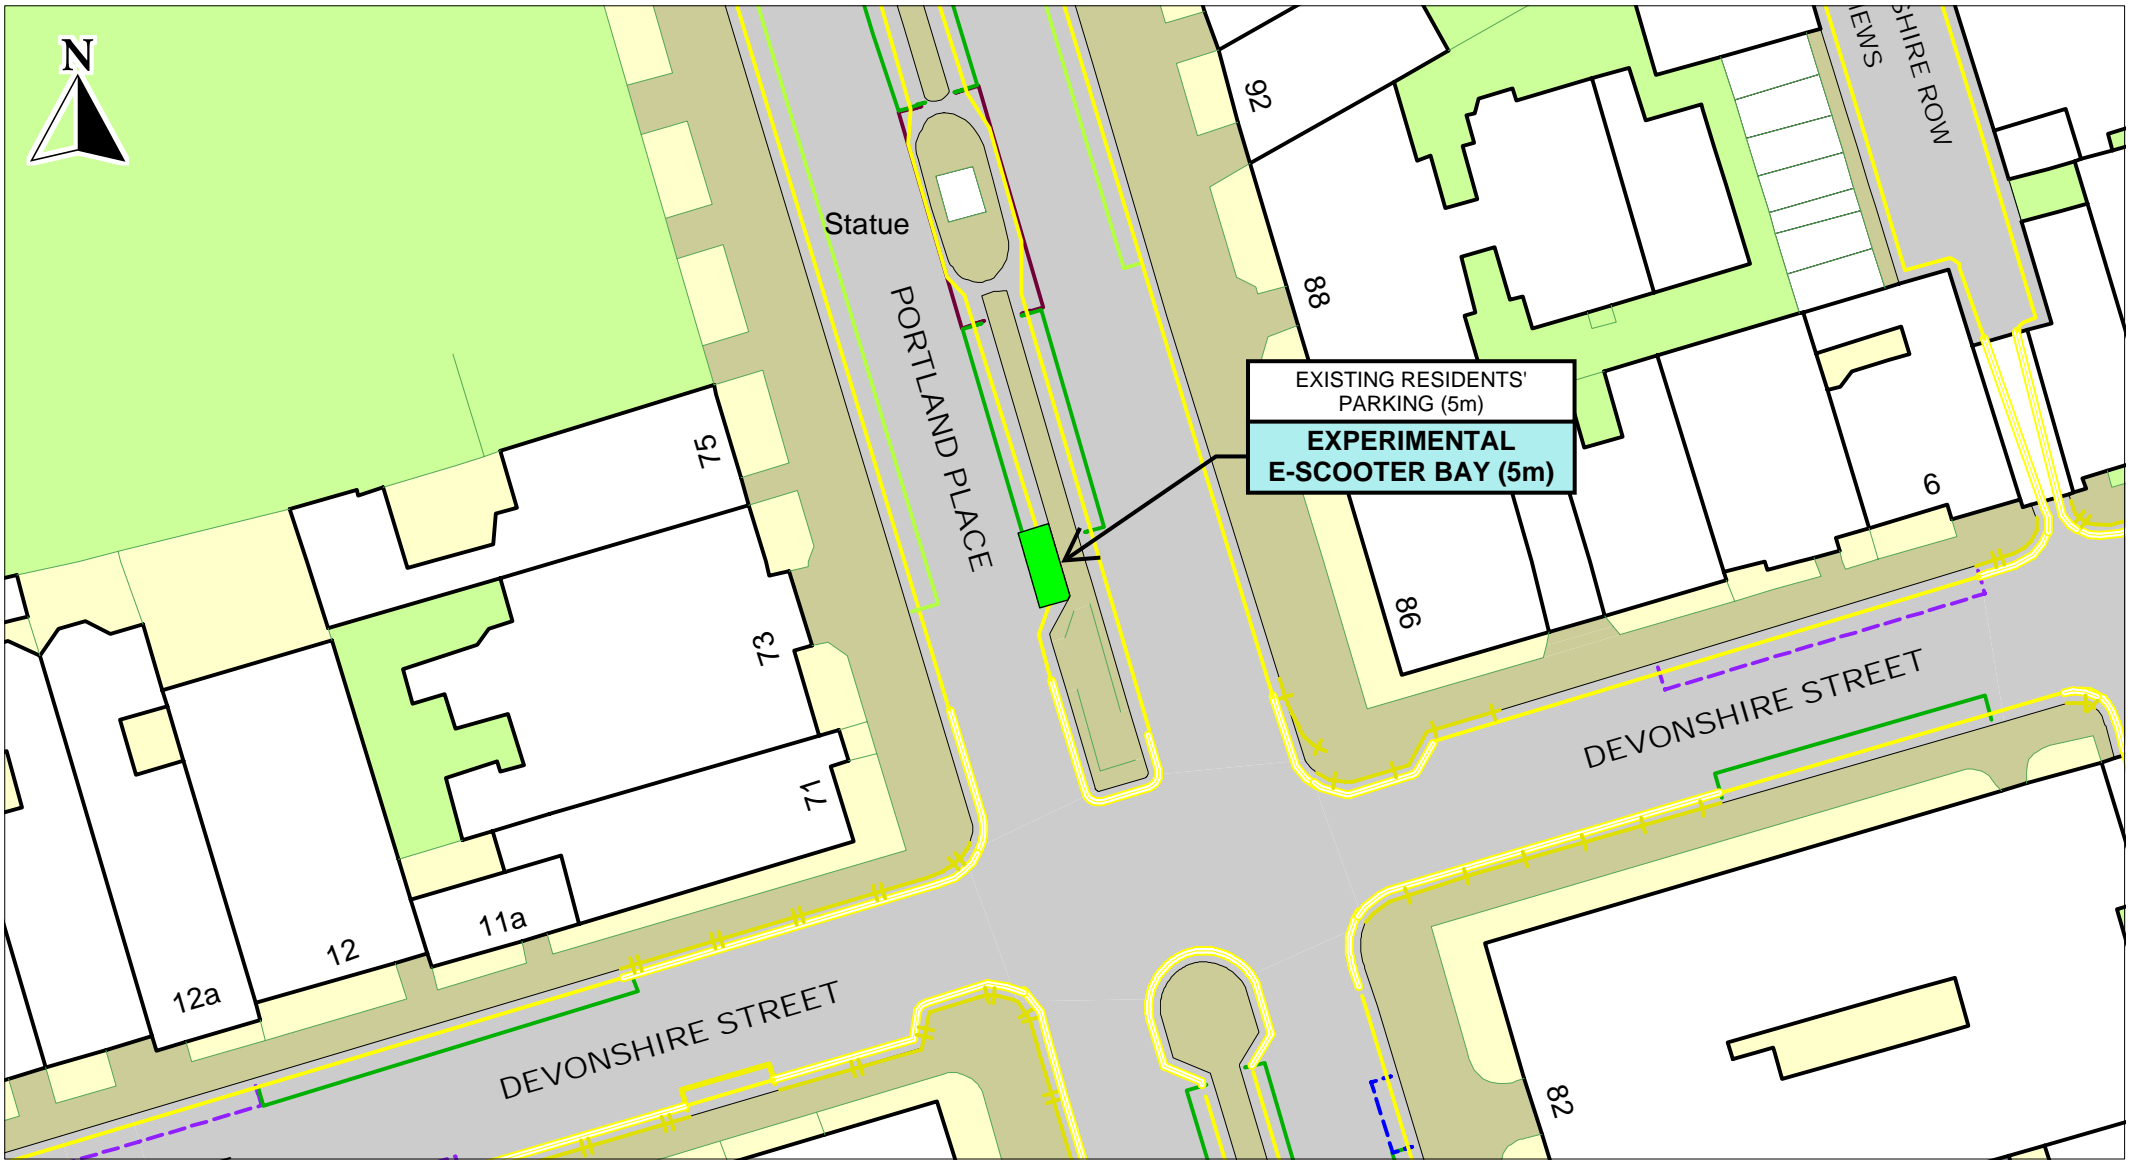 N
92
SHIRE ROW
Statue
88
PORTLAND PLACE
EXISTING RESIDENTS'
PARKING (5m)
EXPERIMENTAL
E-SCOOTER BAY (5m)
75
6
86
73
DEVONSHIRE STREET
71
11a
12
12a
DEVONSHIRE STREET
82